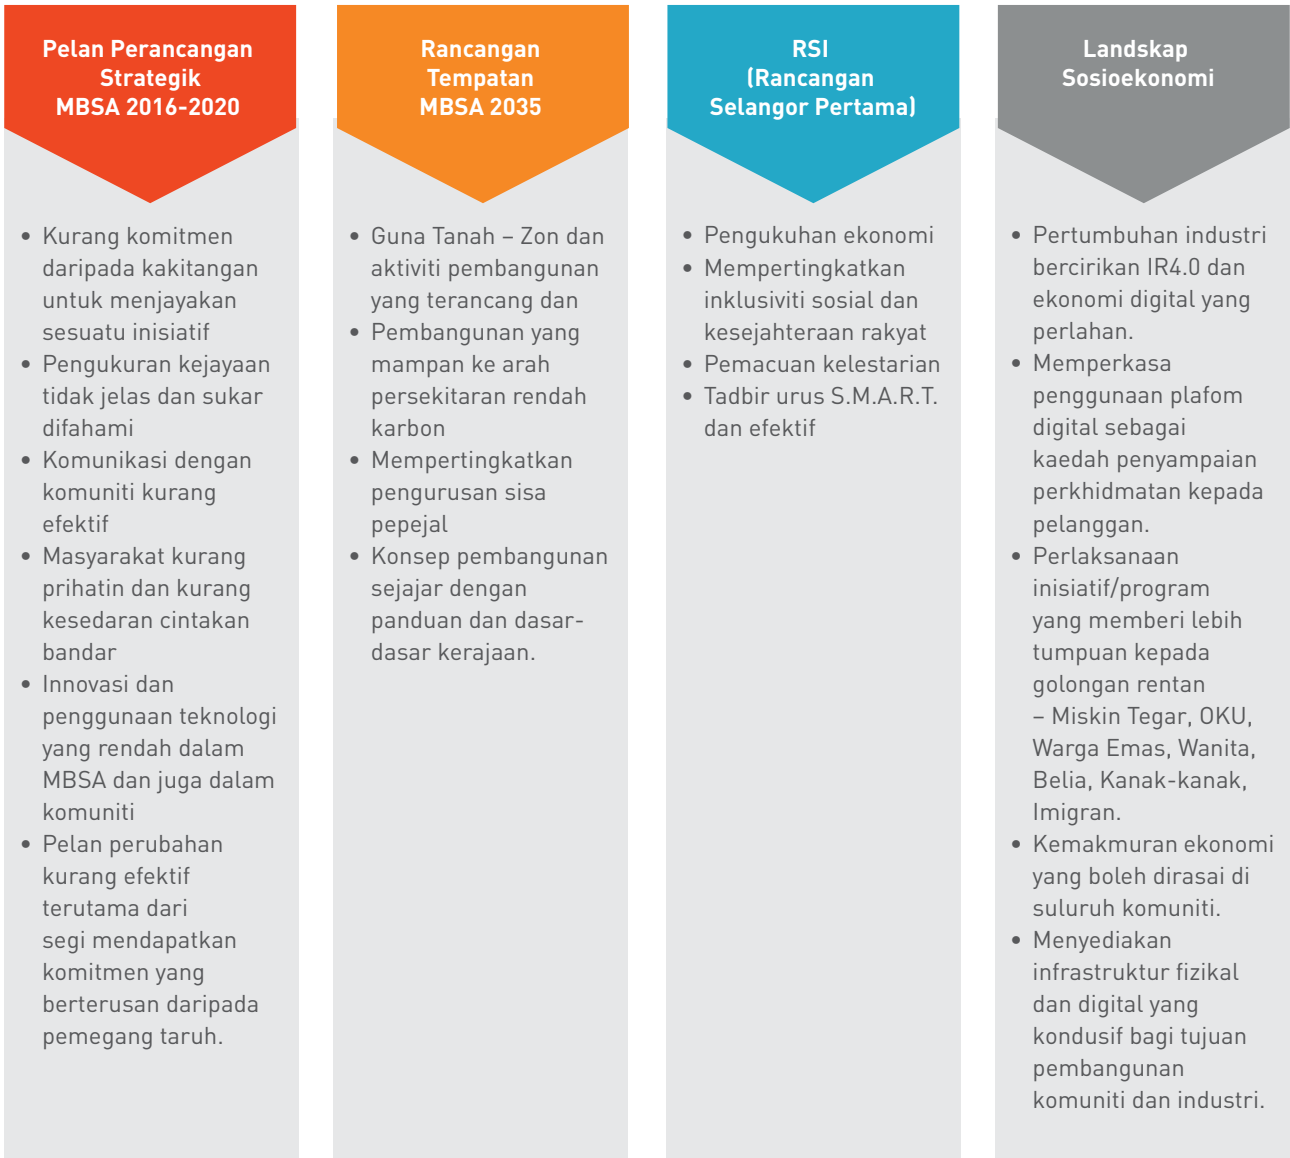 Pelan Perancangan
Strategik
MBSA 2016-2020
• Kurang komitmen
daripada kakitangan
untuk menjayakan
sesuatu inisiatif
• Pengukuran kejayaan
tidak jelas dan sukar
difahami
• Komunikasi dengan
komuniti kurang
efektif
• Masyarakat kurang
prihatin dan kurang
kesedaran cintakan
bandar
• Innovasi dan
penggunaan teknologi
yang rendah dalam
MBSA dan juga dalam
komuniti
• Pelan perubahan
kurang efektif
terutama dari
segi mendapatkan
komitmen yang
berterusan daripada
pemegang taruh.
Rancangan
Tempatan
MBSA 2035
• Guna Tanah – Zon dan
aktiviti pembangunan
yang terancang dan
• Pembangunan yang
mampan ke arah
persekitaran rendah
karbon
• Mempertingkatkan
pengurusan sisa
pepejal
• Konsep pembangunan
sejajar dengan
panduan dan dasar-
dasar kerajaan.
RSI
(Rancangan
Selangor Pertama)
• Pengukuhan ekonomi
• Mempertingkatkan
inklusiviti sosial dan
kesejahteraan rakyat
• Pemacuan kelestarian
• Tadbir urus S.M.A.R.T.
dan efektif
Landskap
Sosioekonomi
• Pertumbuhan industri
bercirikan IR4.0 dan
ekonomi digital yang
perlahan.
• Memperkasa
penggunaan plafom
digital sebagai
kaedah penyampaian
perkhidmatan kepada
pelanggan.
• Perlaksanaan
inisiatif/program
yang memberi lebih
tumpuan kepada
golongan rentan
– Miskin Tegar, OKU,
Warga Emas, Wanita,
Belia, Kanak-kanak,
Imigran.
• Kemakmuran ekonomi
yang boleh dirasai di
suluruh komuniti.
• Menyediakan
infrastruktur fizikal
dan digital yang
kondusif bagi tujuan
pembangunan
komuniti dan industri.